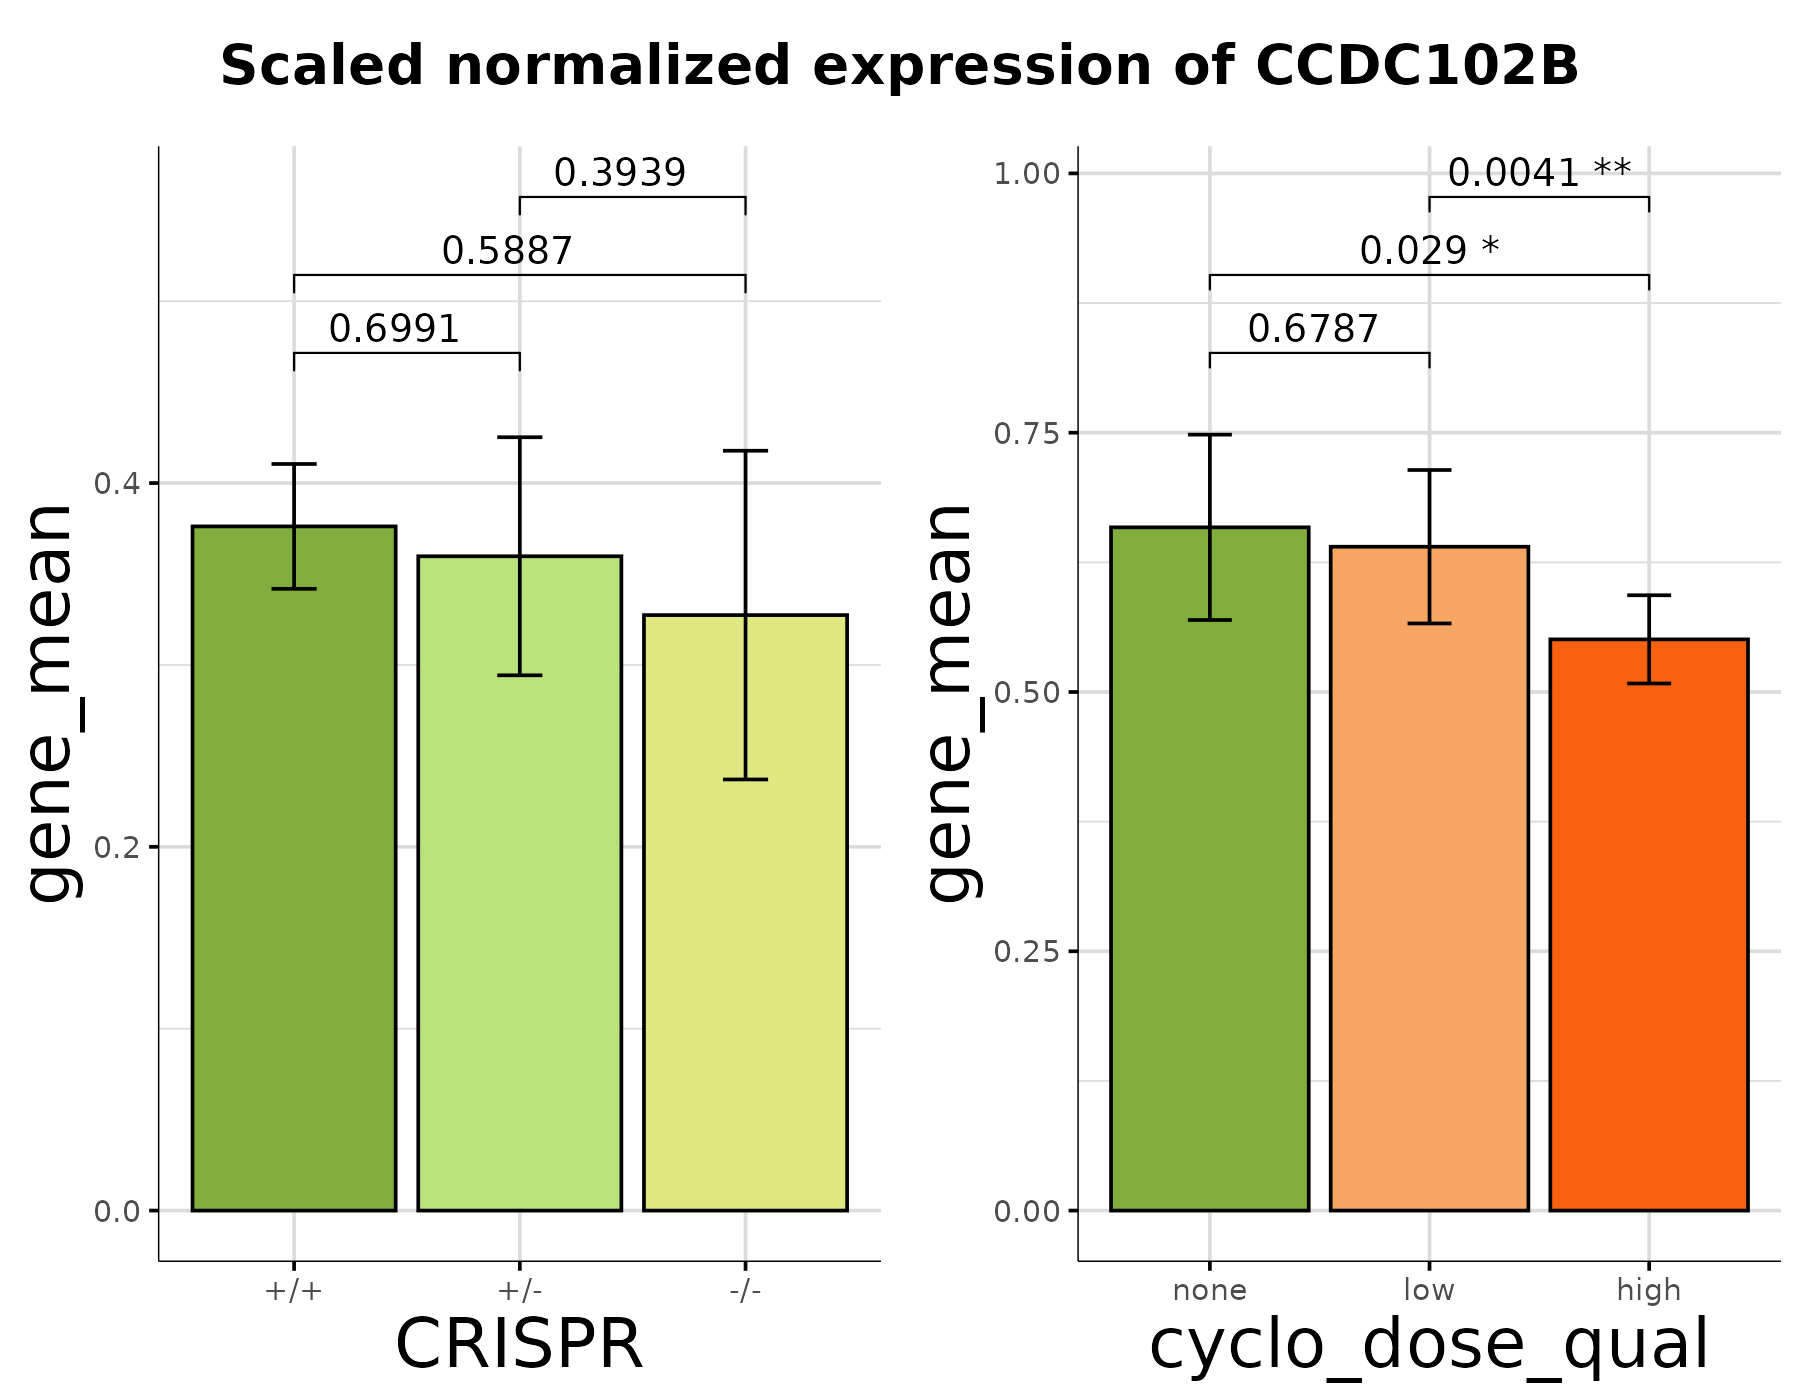 Scaled normalized expression of CCDC102B
gene_mean
0.4
0.2
0.0
0.3939
0.5887
0.6991
+/+ +/- -/-
CRISPR
gene_mean
1.00
0.75
0.50
0.25
0.00
0.0041 **
0.029 *
0.6787
none low high
cyclo_dose_qual